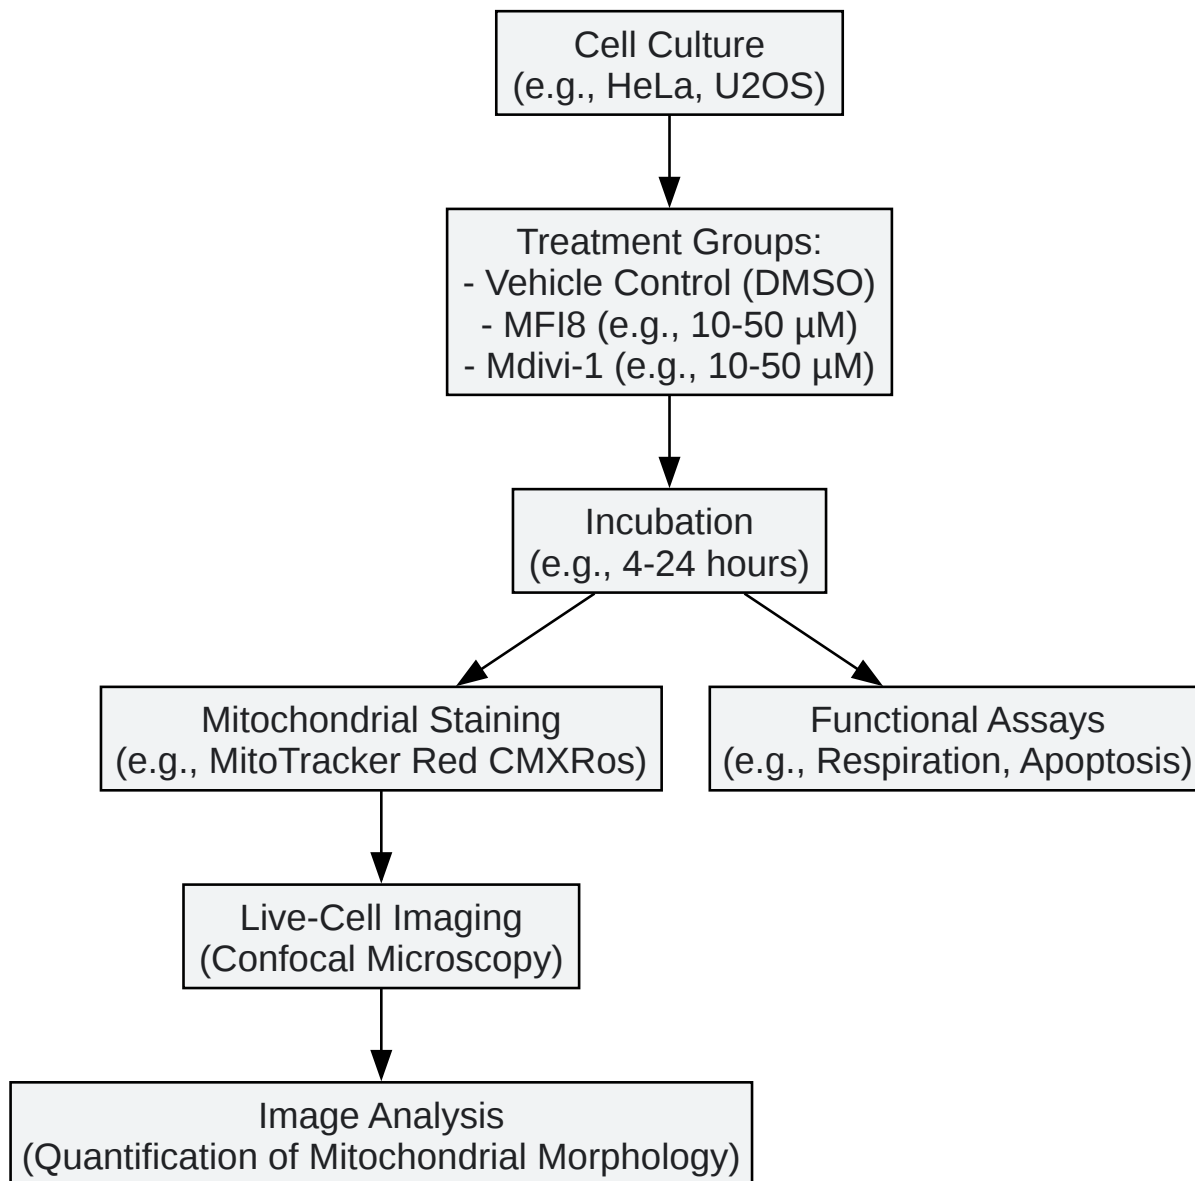 Cell Culture
(e.g., HeLa, U2OS)
Treatment Groups:
- Vehicle Control (DMSO)
- MFI8 (e.g., 10-50 µM)
- Mdivi-1 (e.g., 10-50 µM)
Incubation
(e.g., 4-24 hours)
Mitochondrial Staining
(e.g., MitoTracker Red CMXRos)
Functional Assays
(e.g., Respiration, Apoptosis)
Live-Cell Imaging
(Confocal Microscopy)
Image Analysis
(Quantification of Mitochondrial Morphology)